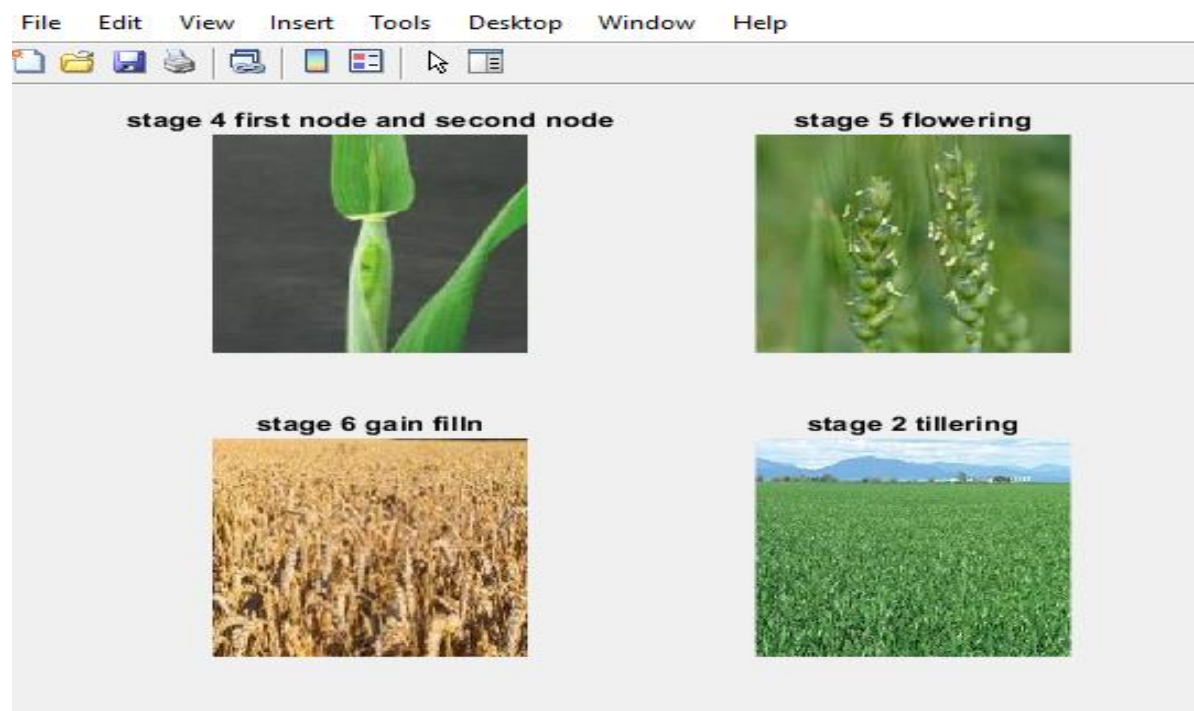 File Edit View Insert Tools Desktop Window Help
stage 4 first node and second node
stage 5 flowering
stage 6 gain filln
stage 2 tillering